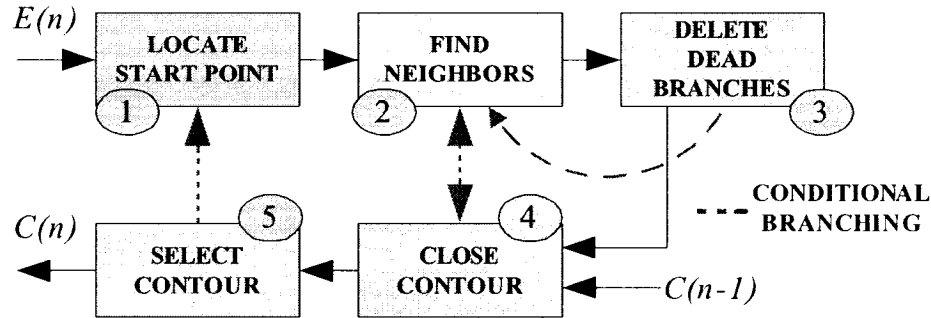 E(n)
LOCATE
START POINT
1
FIND
NEIGHBORS
2
DELETE
DEAD
BRANCHES
3
CONDITIONAL
BRANCHING
C(n)
SELECT
CONTOUR
5
CLOSE
CONTOUR
4
C(n-1)